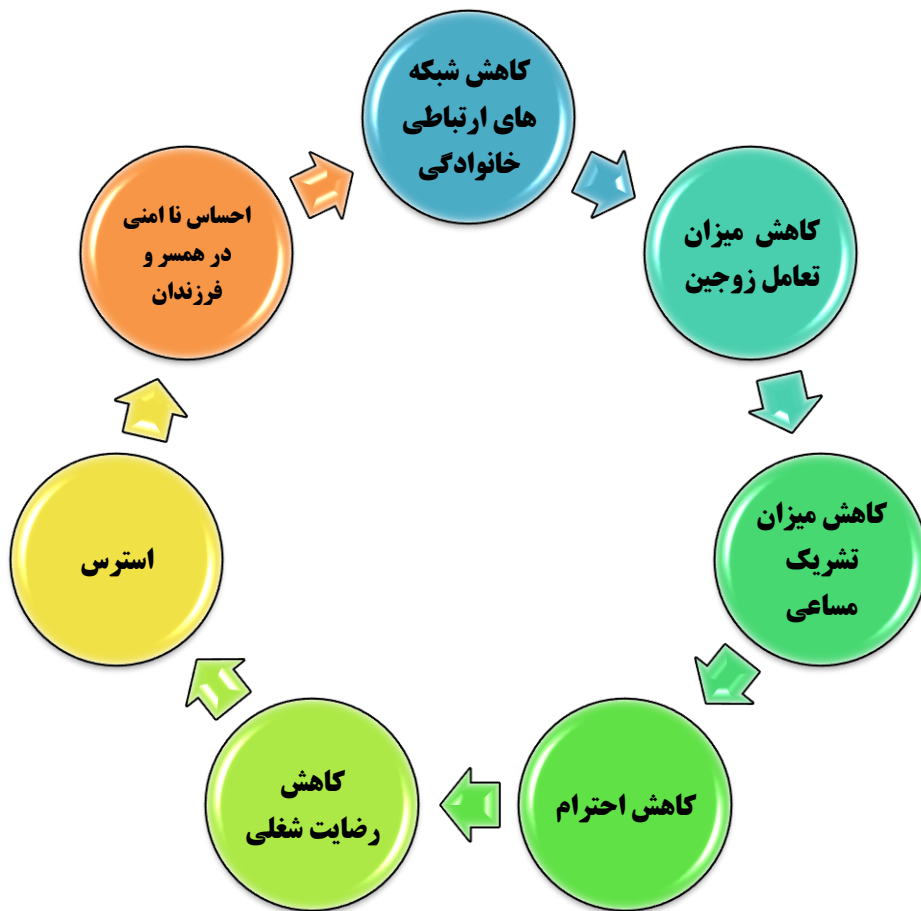 کاهش شبکه
های ارتباطی
خانوادگی
کاهش میزان
تعامل زوجین
کاهش میزان
تشریک
مساعی
کاهش احترام
کاهش
رضایت شغلی
استرس
احساس نا امنی
در همسر و
فرزندان